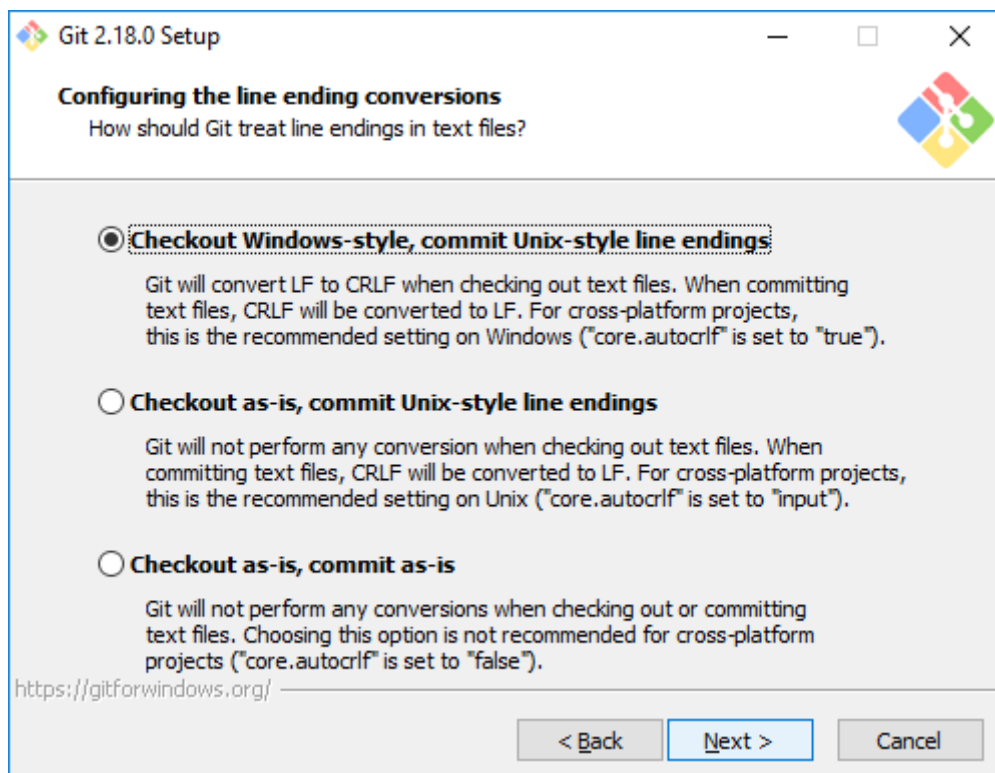 Git 2.18.0 Setup
Configuring the line ending conversions
How should Git treat line endings in text files?
Checkout Windows-style, commit Unix-style line endings
Git will convert LF to CRLF when checking out text files. When committing
text files, CRLF will be converted to LF. For cross-platform projects,
this is the recommended setting on Windows ("core.autocrlf" is set to "true").
Checkout as-is, commit Unix-style line endings
Git will not perform any conversion when checking out text files. When
committing text files, CRLF will be converted to LF. For cross-platform projects,
this is the recommended setting on Unix ("core.autocrlf" is set to "input").
Checkout as-is, commit as-is
Git will not perform any conversions when checking out or committing
text files. Choosing this option is not recommended for cross-platform
projects ("core.autocrlf" is set to "false").
https://gitforwindows.org/
< Back Next > Cancel